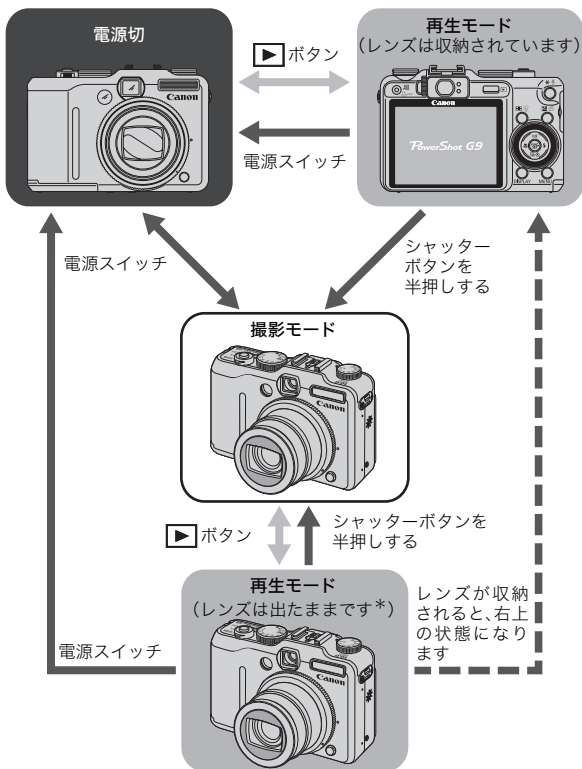 電源切
Canon
▶ボタン
電源スイッチ
再生モード
(レンズは収納されています)
Canon
PowerShot G9
DISPLAY
MENU
電源スイッチ
シャッター
ボタンを
半押しする
撮影モード
Canon
▶ボタン
シャッターボタンを
半押しする
再生モード
(レンズは出たままです*)
Canon
電源スイッチ
レンズが収納
されると、右上
の状態になり
ます